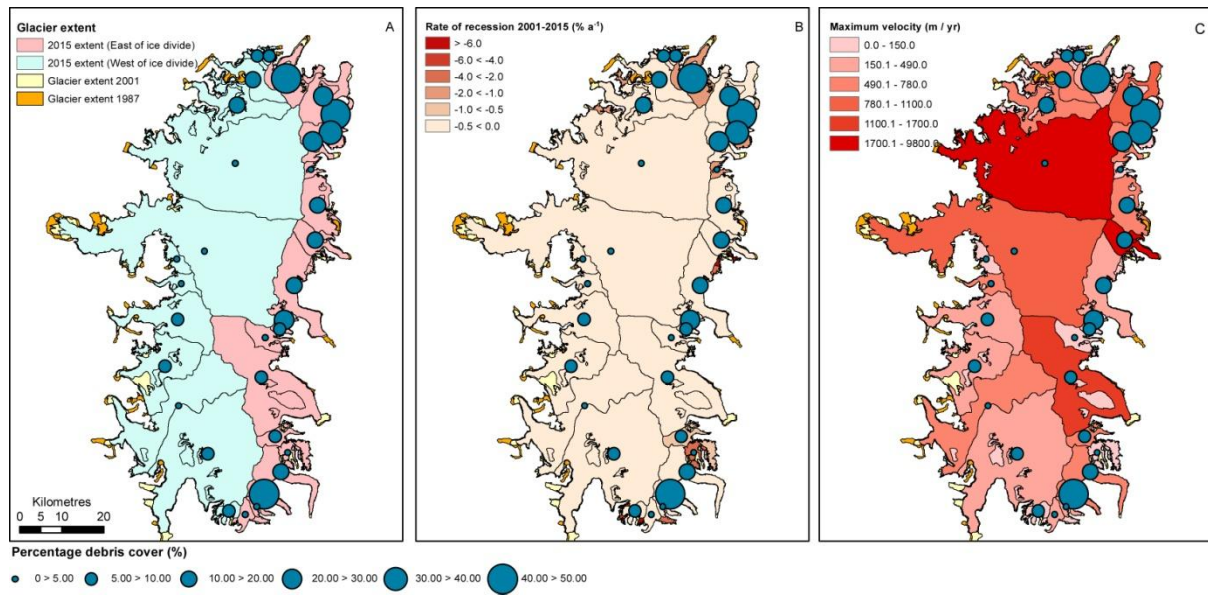 Glacier extent
A
2015 extent (East of ice divide)
2015 extent (West of ice divide)
Glacier extent 2001
Glacier extent 1987
Kilometres
0 5 10 20
Rate of recession 2001-2015 (% a⁻¹)
B
> -6.0
-6.0 < -4.0
-4.0 < -2.0
-2.0 > -1.0
-1.0 < -0.5
-0.5 < 0.0
Maximum velocity (m / yr)
C
0.0 - 150.0
150.1 - 490.0
490.1 - 780.0
780.1 - 1100.0
1100.1 - 1700.0
1700.1 - 9800.0
Percentage debris cover (%)
0 > 5.00 5.00 > 10.00 10.00 > 20.00 20.00 > 30.00 30.00 > 40.00 40.00 > 50.00